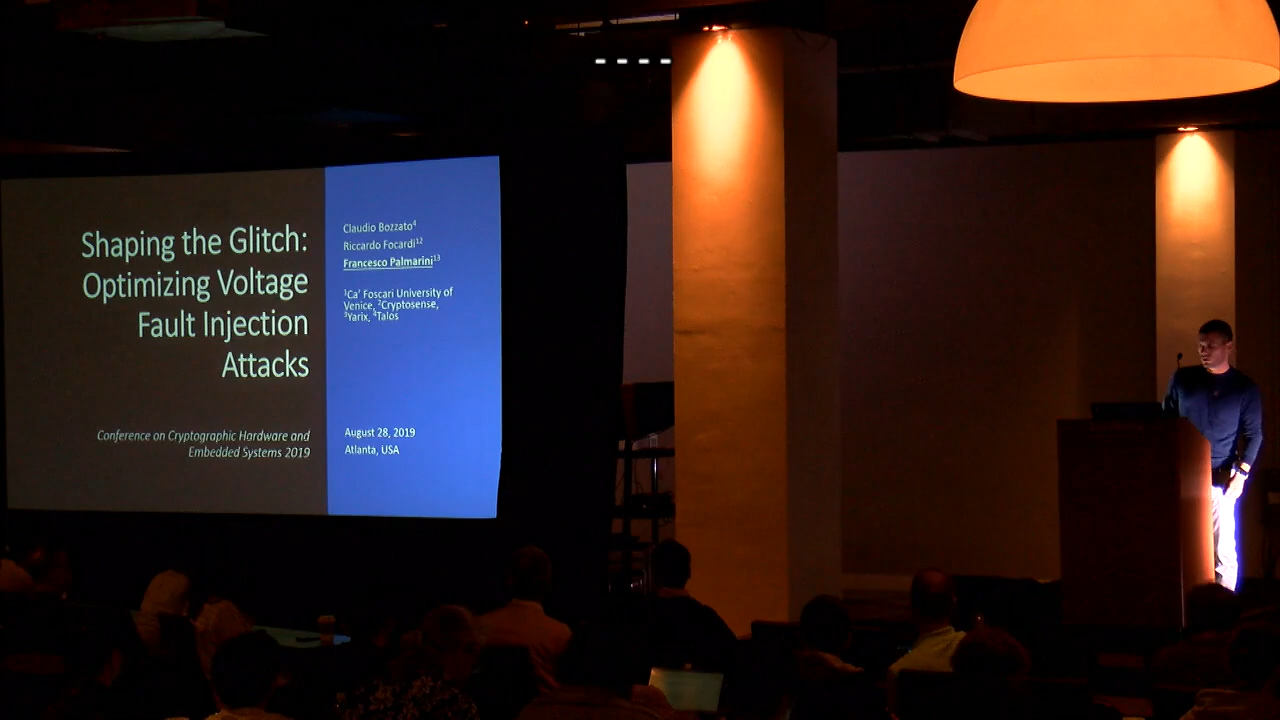 Shaping the Glitch:
Optimizing Voltage
Fault Injection
Attacks
Conference on Cryptographic Hardware and
Embedded Systems 2019
Claudio Bozzato⁴
Riccardo Focardi¹²
Francesco Palmarini¹³
¹Ca' Foscari University of
Venice, ²Cryptosense,
³Yarix, ⁴Talos
August 28, 2019
Atlanta, USA